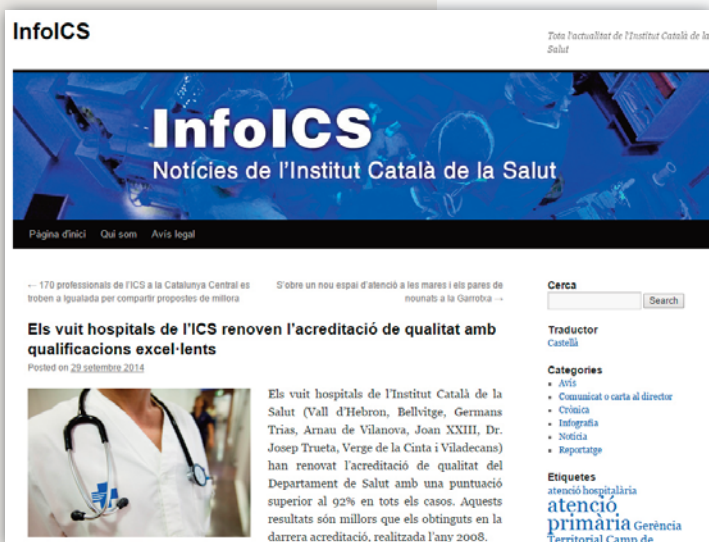 InfoICS
Tota l'actualitat de l'Institut Català de la
Salut
InfoICS
Notícies de l'Institut Català de la Salut
Pàgina d'inici Qui som Avís legal
← 170 professionals de l'ICS a la Catalunya Central es
troben a Igualada per compartir propostes de millora
S'obre un nou espai d'atenció a les mares i els pares de
nounats a la Garrotxa →
Els vuit hospitals de l'ICS renoven l'acreditació de qualitat amb
qualificacions excel·lents
Posted on 29 setembre 2014
Els vuit hospitals de l'Institut Català de la
Salut (Vall d'Hebron, Bellvitge, Germans
Trias, Arnau de Vilanova, Joan XXIII, Dr.
Josep Trueta, Verge de la Cinta i Viladecans)
han renovat l'acreditació de qualitat del
Departament de Salut amb una puntuació
superior al 92% en tots els casos. Aquests
resultats són millors que els obtinguts en la
darrera acreditació, realitzada l'any 2008.
Cerca
Search
Traductor
Castellà
Categories
Avís
Comunicat o carta al director
Crònica
Infografia
Notícia
Reportatge
Etiquetes
atenció hospitalària
atenció
primària Gerència
Territorial Camp de